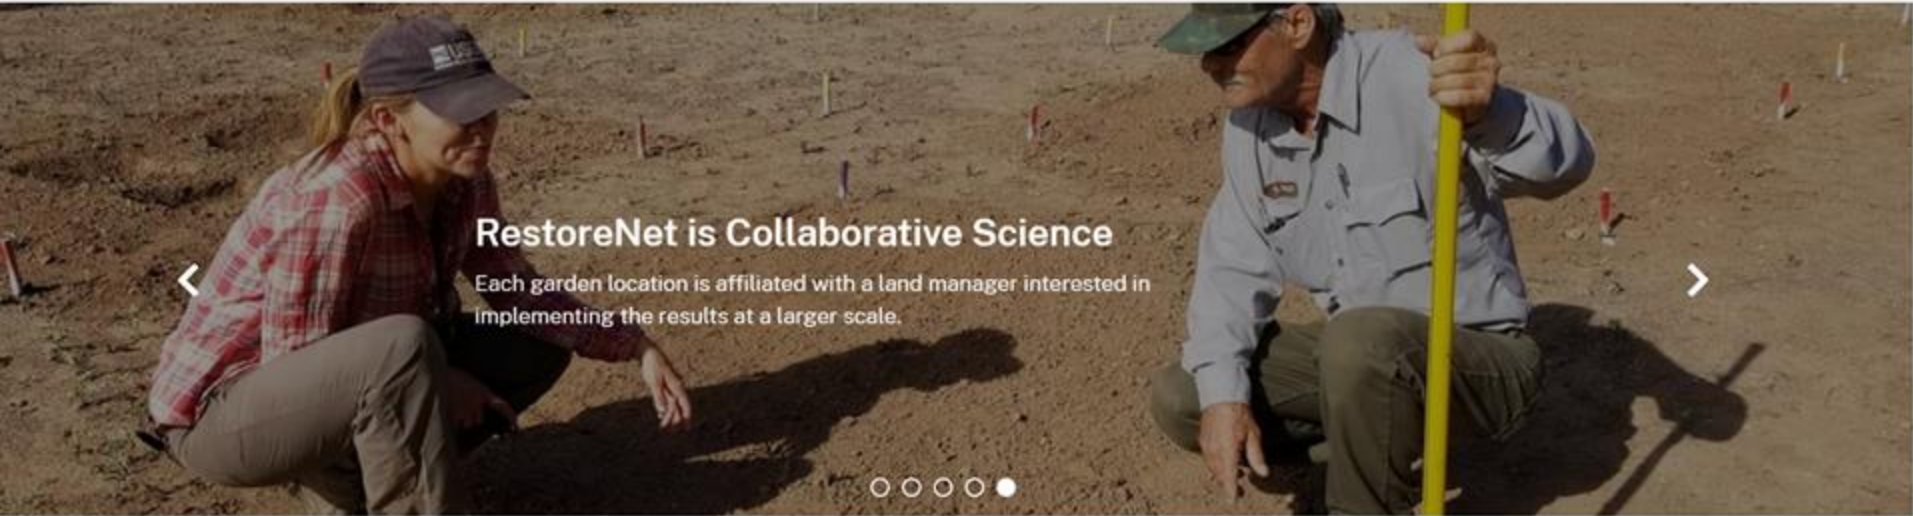 RestoreNet is Collaborative Science
Each garden location is affiliated with a land manager interested in
implementing the results at a larger scale.